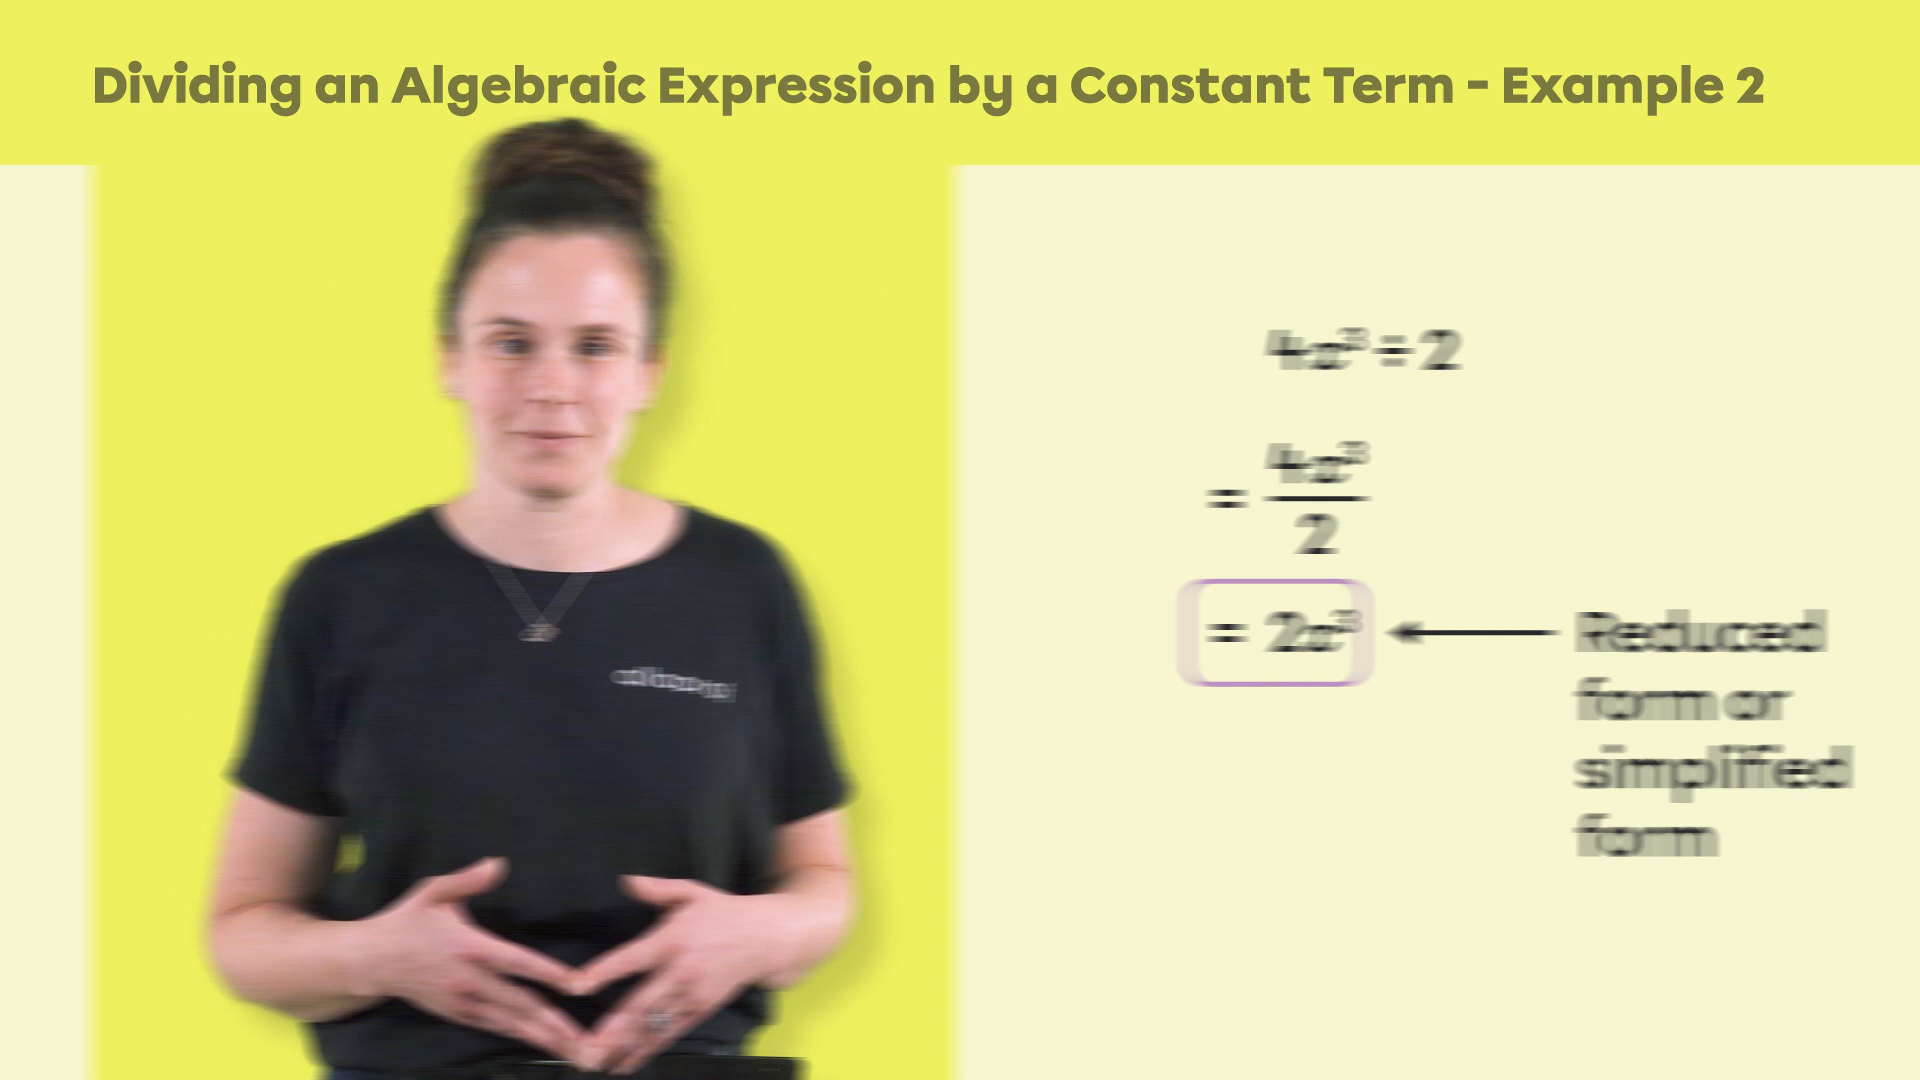 Dividing an Algebraic Expression by a Constant Term - Example 2
4x³ ÷ 2
= 4x³/2
= 2x³
Reduced
form or
simplified
form